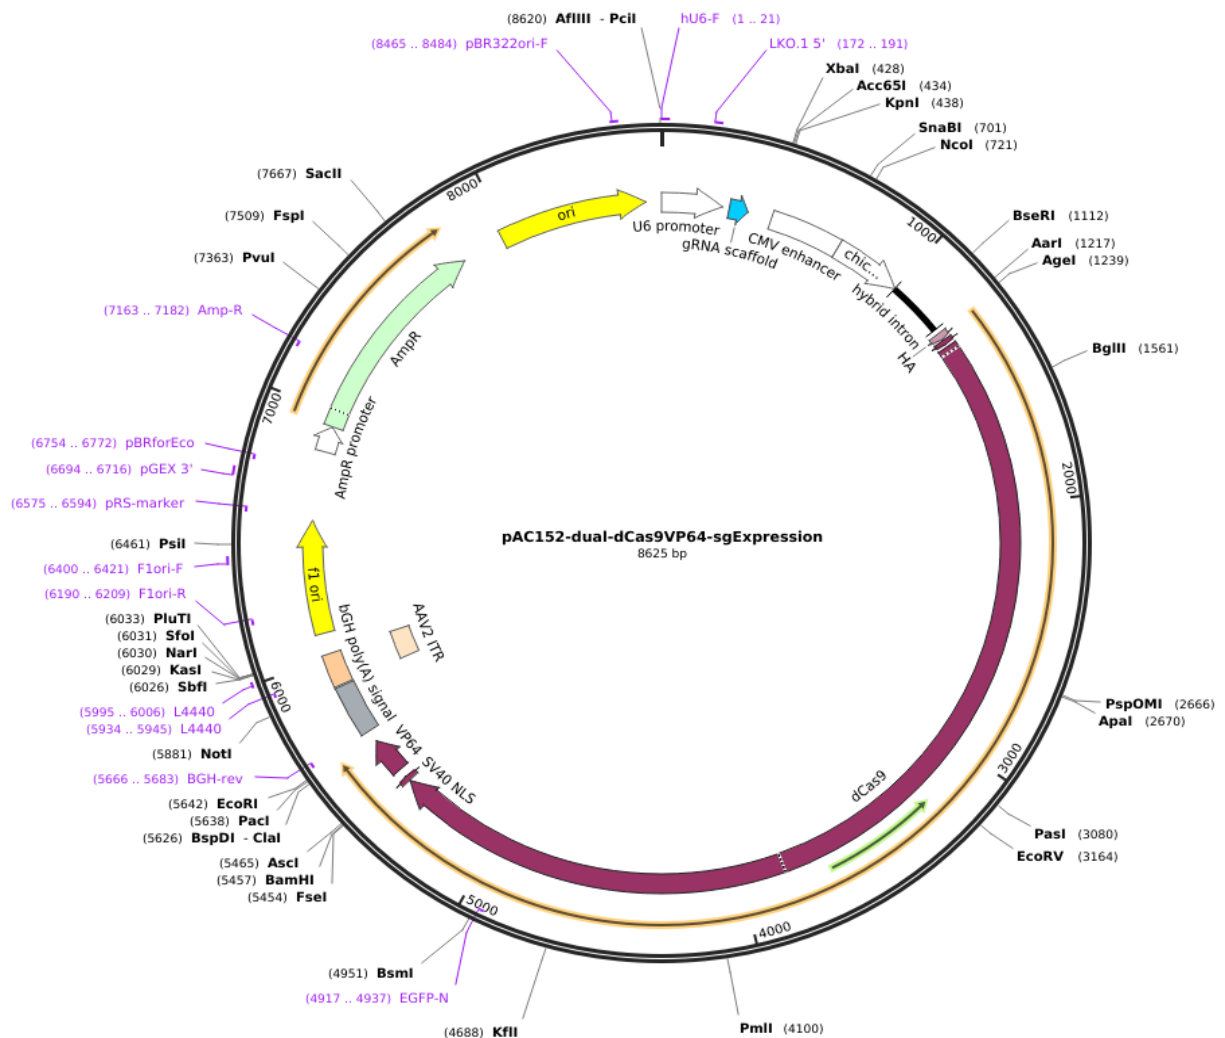 (8620) AflIII - PciI
hU6-F (1 .. 21)
(8465 .. 8484) pBR322ori-F
LKO.1 5' (172 .. 191)
XbaI (428)
Acc65I (434)
KpnI (438)
SnaBI (701)
NcoI (721)
(7667) SacII
8000
(7509) FspI
ori
U6 promoter
gRNA scaffold
CMV enhancer
chic...
1000
BseRI (1112)
AarI (1217)
AgeI (1239)
(7363) PvuI
hybrid intron
HA
(7163 .. 7182) Amp-R
AmpR
BglII (1561)
7000
AmpR promoter
(6754 .. 6772) pBRforEco
(6694 .. 6716) pGEX 3'
2000
(6575 .. 6594) pRS-marker
pAC152-dual-dCas9VP64-sgExpression
8625 bp
(6461) PsiI
(6400 .. 6421) F1ori-F
f1 ori
(6190 .. 6209) F1ori-R
(6033) PluTI
(6031) SfoI
(6030) NarI
(6029) KasI
(6026) SbfI
bGH poly(A) signal
AAV2 ITR
6000
(5995 .. 6006) L4440
(5934 .. 5945) L4440
PspOMI (2666)
ApaI (2670)
(5881) NotI
VP64
SV40 NLS
3000
(5666 .. 5683) BGH-rev
dCas9
(5642) EcoRI
(5638) PacI
(5626) BspDI - ClaI
PasI (3080)
EcoRV (3164)
(5465) AscI
(5457) BamHI
(5454) FseI
5000
4000
(4951) BsmI
(4917 .. 4937) EGFP-N
(4688) KflI
PmlI (4100)